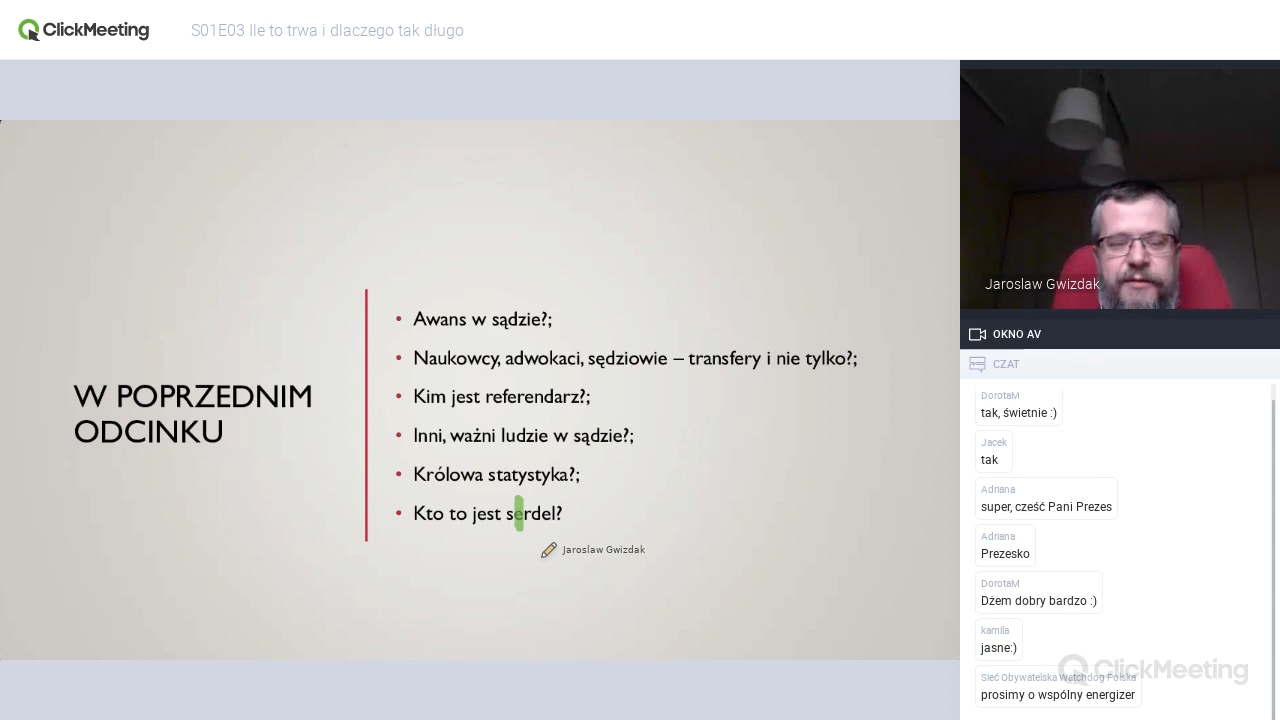 ClickMeeting
S01E03 Ile to trwa i dlaczego tak długo
W POPRZEDNIM
ODCINKU
• Awans w sądzie?;
• Naukowcy, adwokaci, sędziowie – transfery i nie tylko?;
• Kim jest referendarz?;
• Inni, ważni ludzie w sądzie?;
• Królowa statystyka?;
• Kto to jest serdel?
Jaroslaw Gwizdak
Jaroslaw Gwizdak
OKNO AV
CZAT
DorotaM
tak, świetnie :)
Jacek
tak
Adriana
super, cześć Pani Prezes
Adriana
Prezesko
DorotaM
Dżem dobry bardzo :)
kamila
jasne:)
Sieć Obywatelska Watchdog Polska
prosimy o wspólny energizer
ClickMeeting